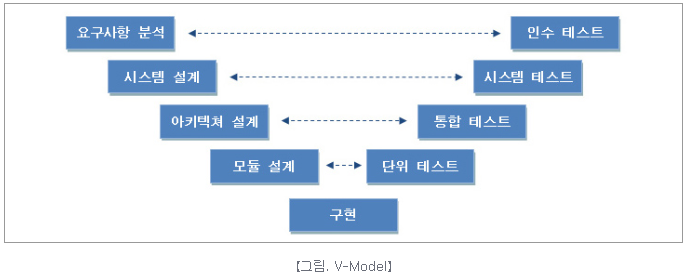 요구사항 분석 인수 테스트
시스템 설계 시스템 테스트
아키텍쳐 설계 통합 테스트
모듈 설계 단위 테스트
구현
[그림. V-Model]